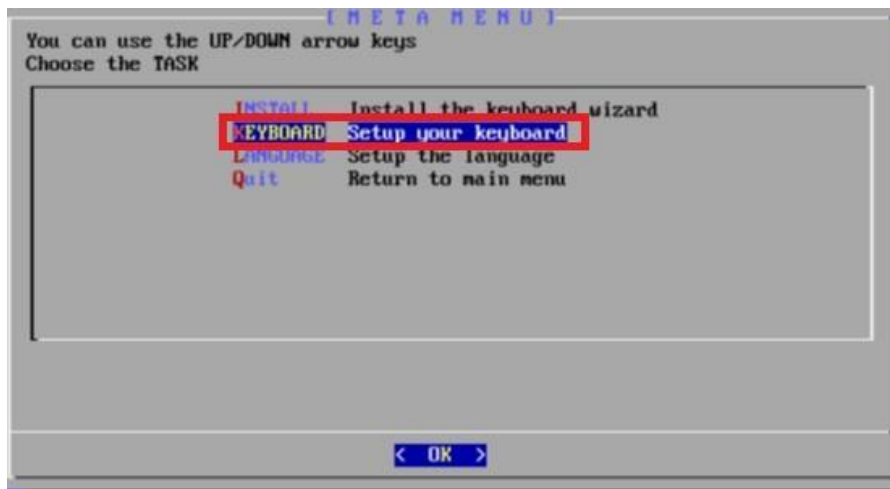 [ M E T A M E N U ]
You can use the UP/DOWN arrow keys
Choose the TASK
INSTALL Install the keyboard wizard
KEYBOARD Setup your keyboard
LANGUAGE Setup the language
Quit Return to main menu
< OK >